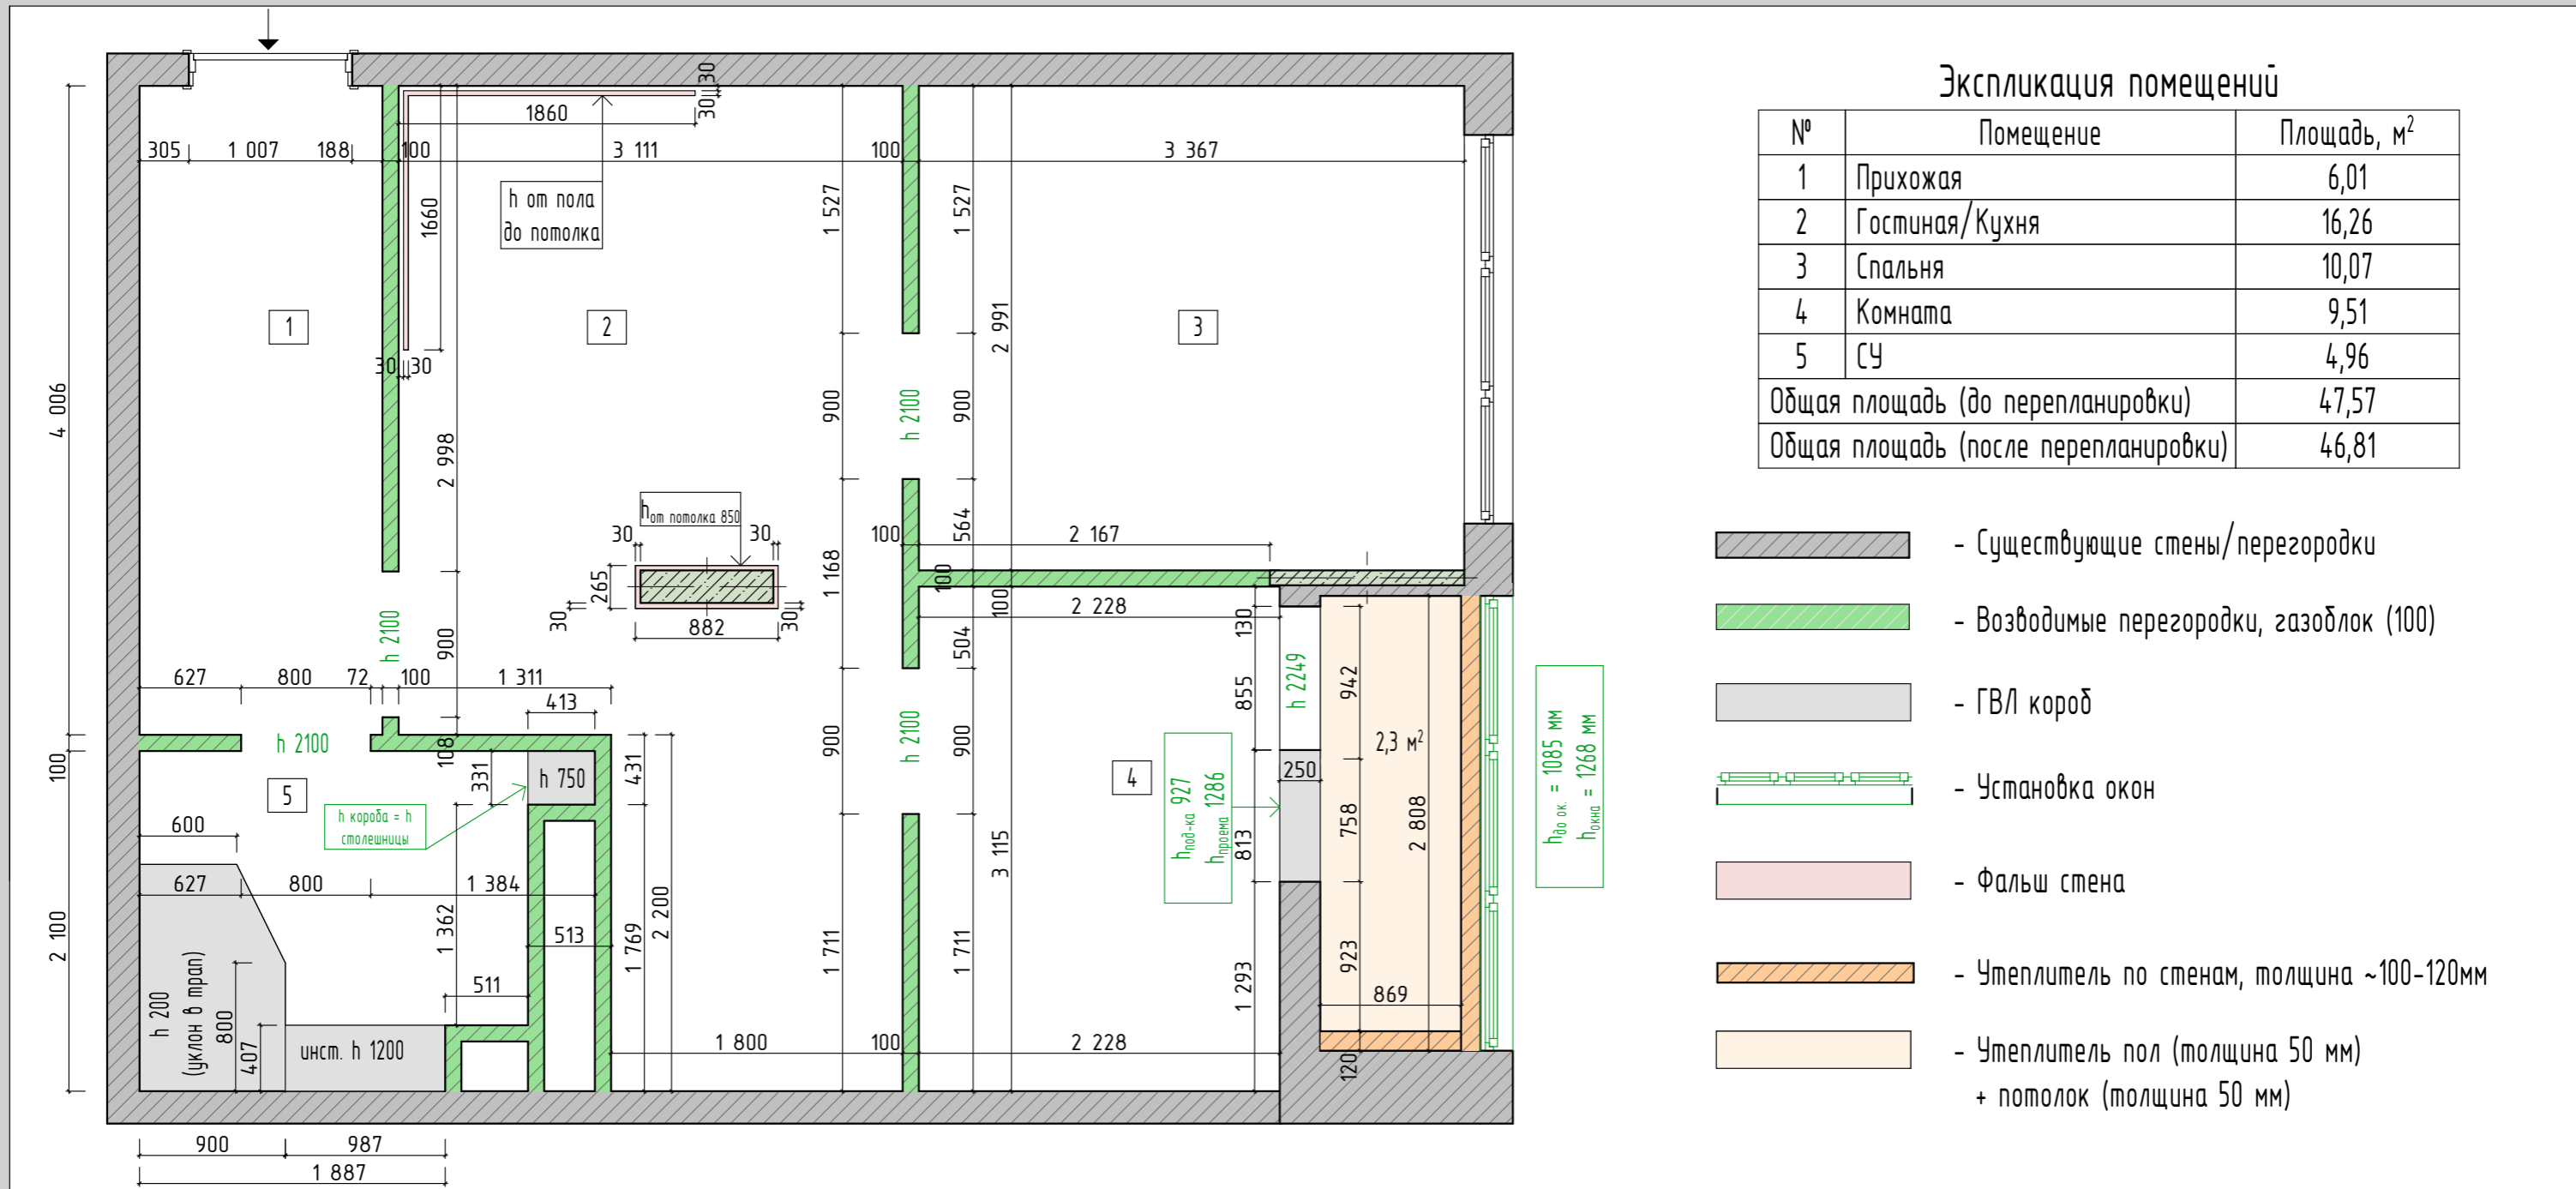 30
1860
30
305
1 007
188
100
3 111
100
3 367
1 527
1 527
h от пола
до потолка
1660
1
2
3
2 991
30
30
4 006
900
900
h 2100
2 998
h от потолка 850
30
30
265
30
30
882
100
564
2 167
1 168
100
100
2 228
504
130
h 2100
900
627
800
72
100
1 311
413
855
h 2249
942
h до ок. = 1085 мм
h окна = 1268 мм
100
h 2100
108
331
h 750
431
900
h 2100
900
4
250
2,3 м²
5
h короба = h
столешницы
h под-ка 927
h проема 1286
813
758
2 808
600
627
800
1 384
3 115
2 100
1 362
513
1 769
2 200
1 711
1 711
1 293
923
h 200
(уклон в трап)
800
407
511
869
инст. h 1200
1 800
100
2 228
120
900
987
1 887
Экспликация помещений
№ Помещение Площадь, м²
1 Прихожая 6,01
2 Гостиная/Кухня 16,26
3 Спальня 10,07
4 Комната 9,51
5 СУ 4,96
Общая площадь (до перепланировки) 47,57
Общая площадь (после перепланировки) 46,81
- Существующие стены/перегородки
- Возводимые перегородки, газоблок (100)
- ГВЛ короб
- Установка окон
- Фальш стена
- Утеплитель по стенам, толщина ~100-120мм
- Утеплитель пол (толщина 50 мм)
+ потолок (толщина 50 мм)